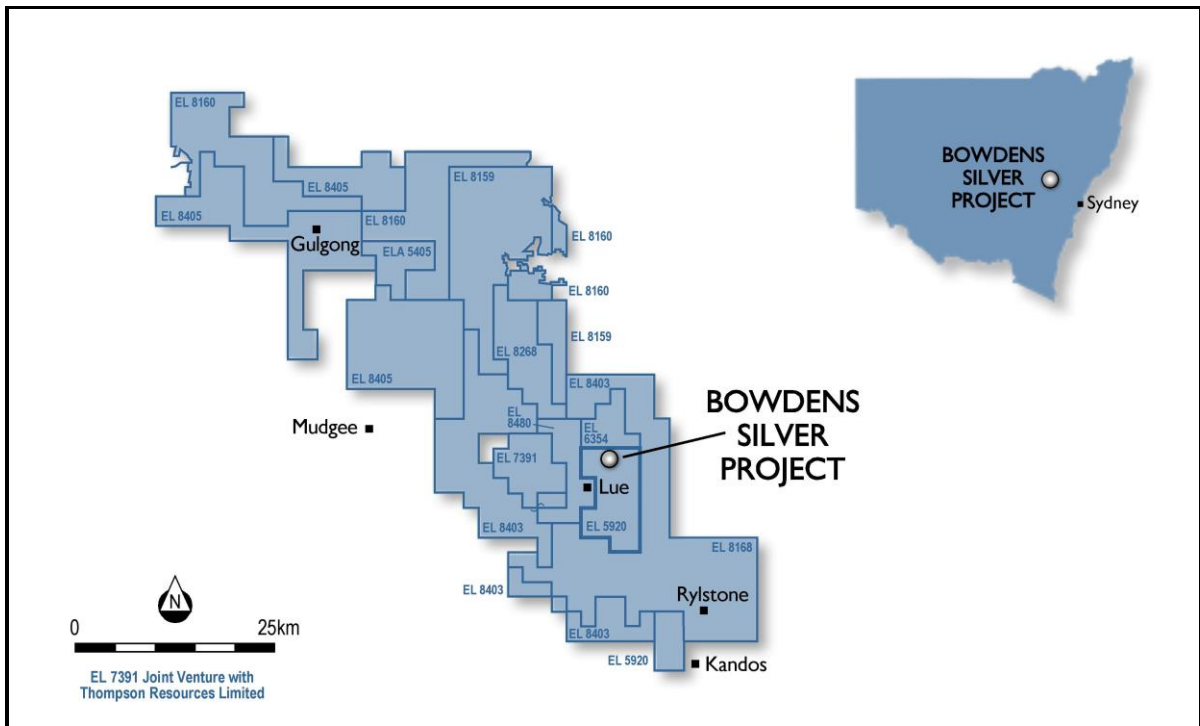 EL 8160
EL 8405
EL 8159
EL 8405
EL 8160
Gulgong
ELA 5405
EL 8160
EL 8160
EL 8159
EL 8268
EL 8405
EL 8403
Mudgee
EL
8480
EL
6354
EL 7391
Lue
EL 5920
EL 8403
EL 8168
EL 8403
Rylstone
EL 8403
EL 5920
Kandos
BOWDENS
SILVER
PROJECT
BOWDENS
SILVER
PROJECT
Sydney
N
0
25km
EL 7391 Joint Venture with
Thompson Resources Limited